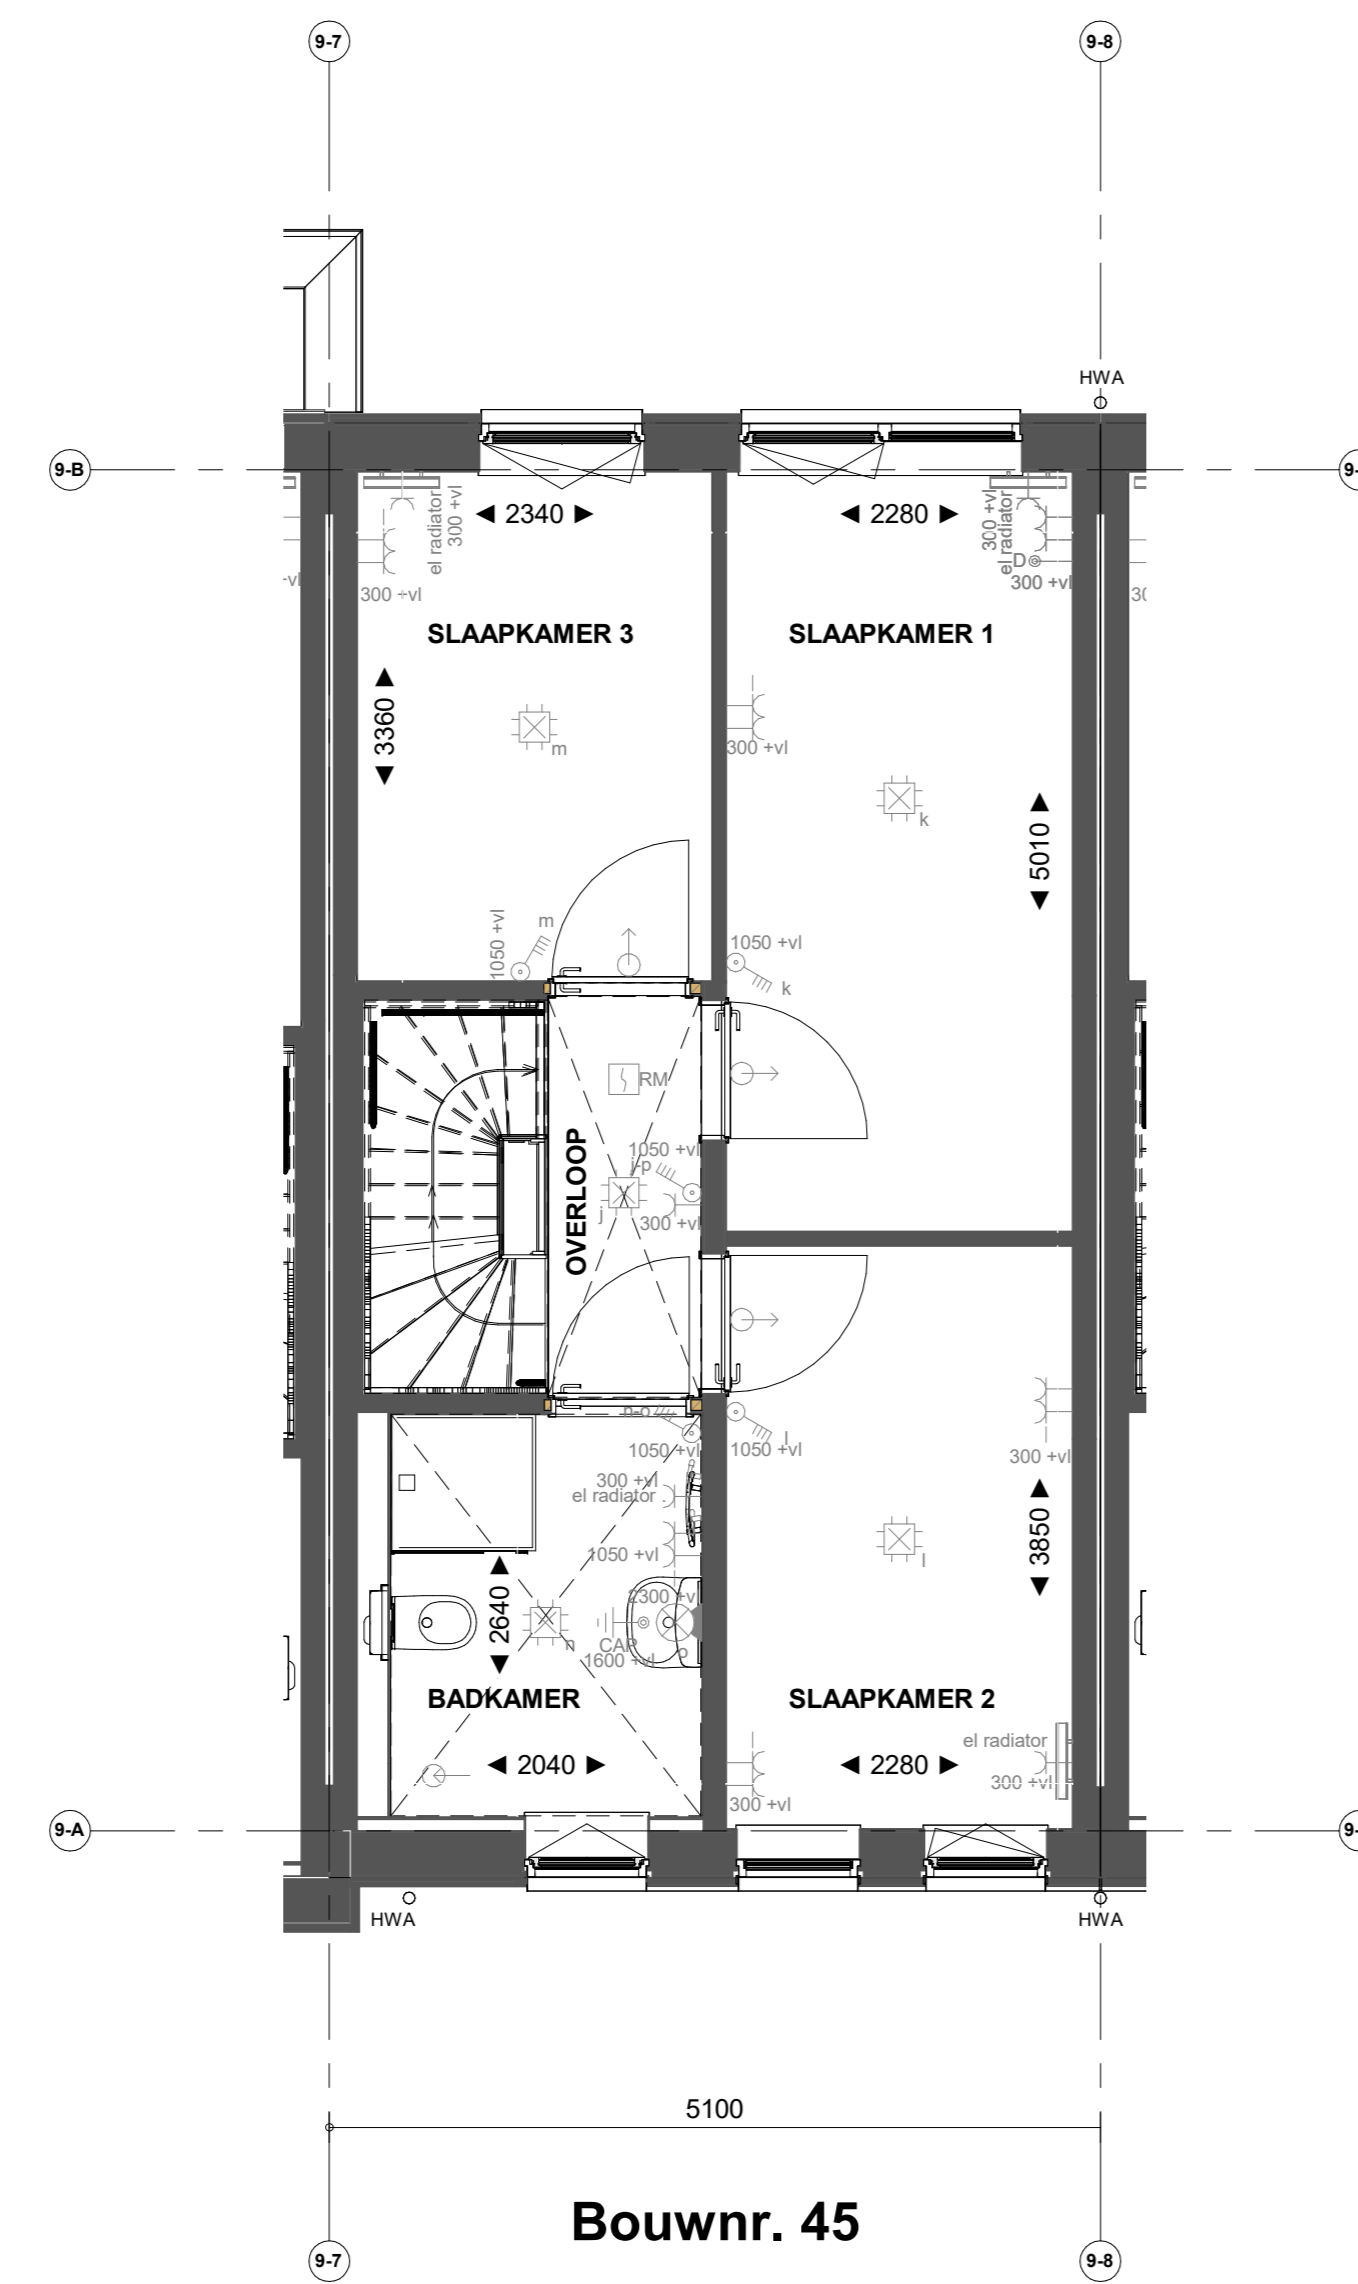 9-7 9-8
HWA
9-B 9-
◄ 2340 ► ◄ 2280 ►
el radiator
300 +vl
300 +vl
el radiator
D
-vl 300 +vl 300 +vl 30
SLAAPKAMER 3 SLAAPKAMER 1
◄ 3360 ►
m 300 +vl
k
◄ 5010 ►
1050 +vl m 1050 +vl
k
RM
OVERLOOP
1050 +vl
j-p
j 300 +vl
n-o l
1050 +vl 1050 +vl 300 +vl
300 +vl
el radiator
◄ 3850 ►
1050 +vl l
◄ 2640 ►
2300 +vl
n CAP o
1600 +vl
BADKAMER SLAAPKAMER 2
el radiator
◄ 2040 ► ◄ 2280 ►
300 +vl
300 +vl
9-A 9-
HWA HWA
5100
Bouwnr. 45
9-7 9-8